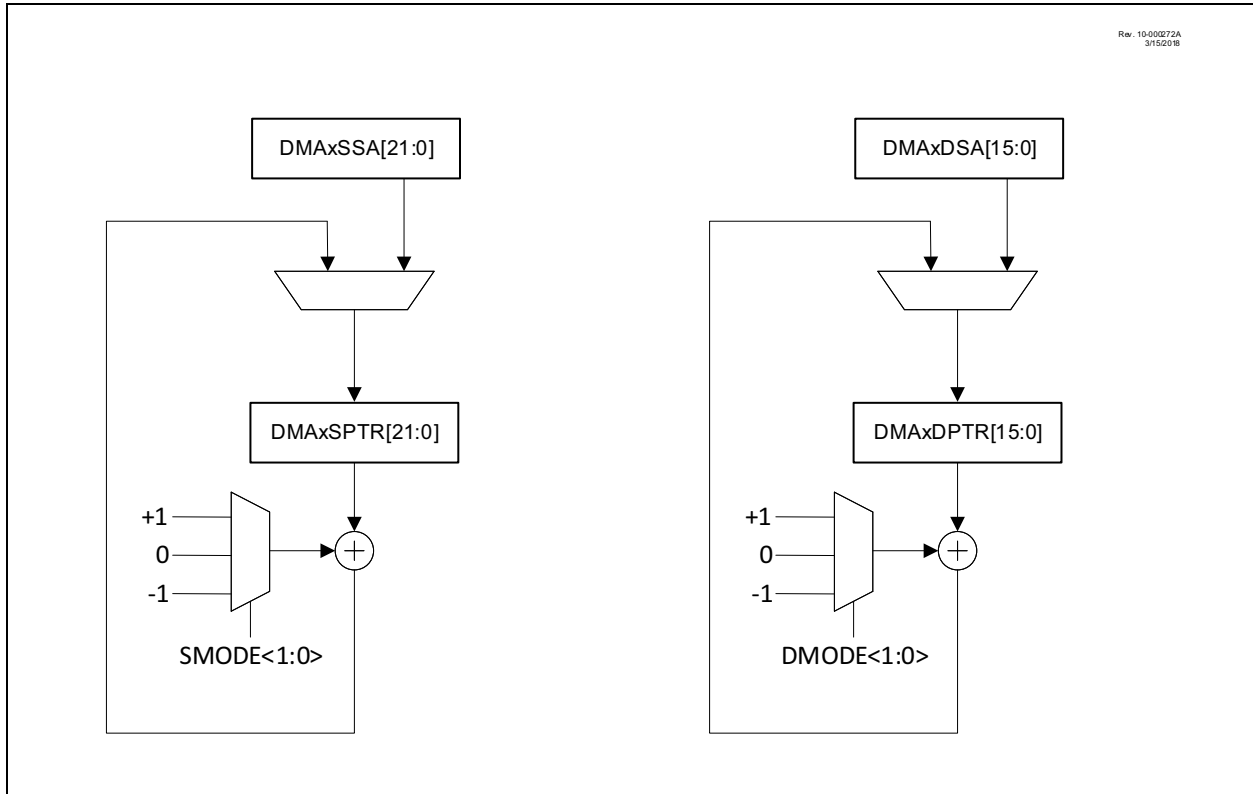 Rev. 10-000272A
3/15/2018
DMAxSSA[21:0]
DMAxSPTR[21:0]
+1
0
-1
SMODE<1:0>
DMAxDSA[15:0]
DMAxDPTR[15:0]
+1
0
-1
DMODE<1:0>